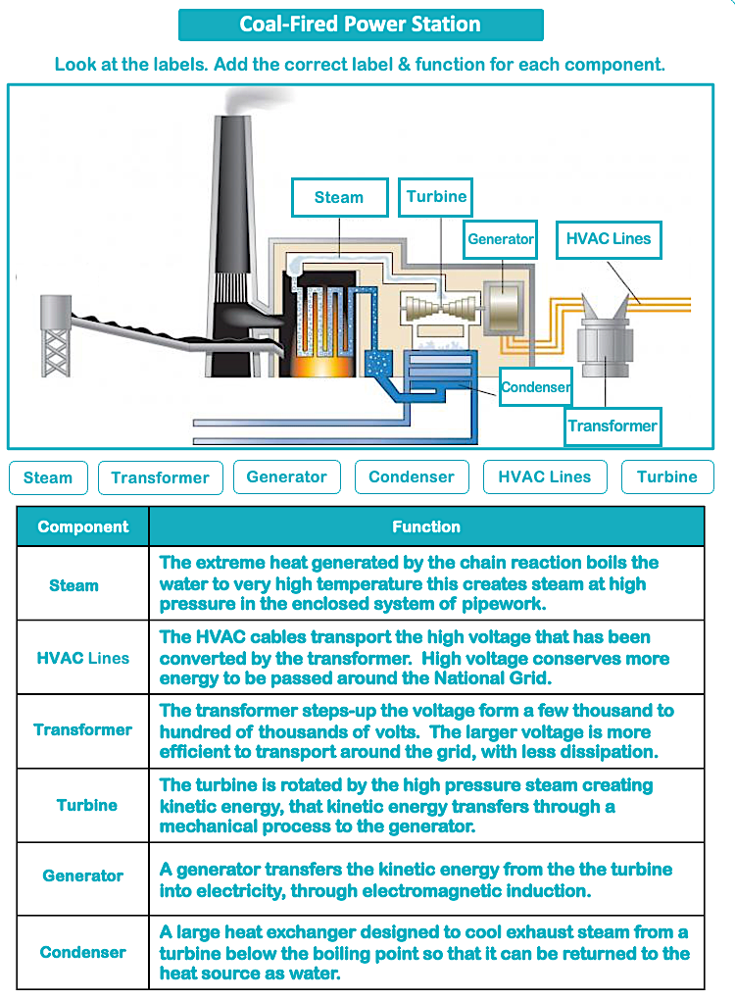 Coal-Fired Power Station
Look at the labels. Add the correct label & function for each component.
Steam
Turbine
Generator
HVAC Lines
Condenser
Transformer
Steam
Transformer
Generator
Condenser
HVAC Lines
Turbine
Component
Function
Steam
The extreme heat generated by the chain reaction boils the
water to very high temperature this creates steam at high
pressure in the enclosed system of pipework.
HVAC Lines
The HVAC cables transport the high voltage that has been
converted by the transformer. High voltage conserves more
energy to be passed around the National Grid.
Transformer
The transformer steps-up the voltage form a few thousand to
hundred of thousands of volts. The larger voltage is more
efficient to transport around the grid, with less dissipation.
Turbine
The turbine is rotated by the high pressure steam creating
kinetic energy, that kinetic energy transfers through a
mechanical process to the generator.
Generator
A generator transfers the kinetic energy from the the turbine
into electricity, through electromagnetic induction.
Condenser
A large heat exchanger designed to cool exhaust steam from a
turbine below the boiling point so that it can be returned to the
heat source as water.